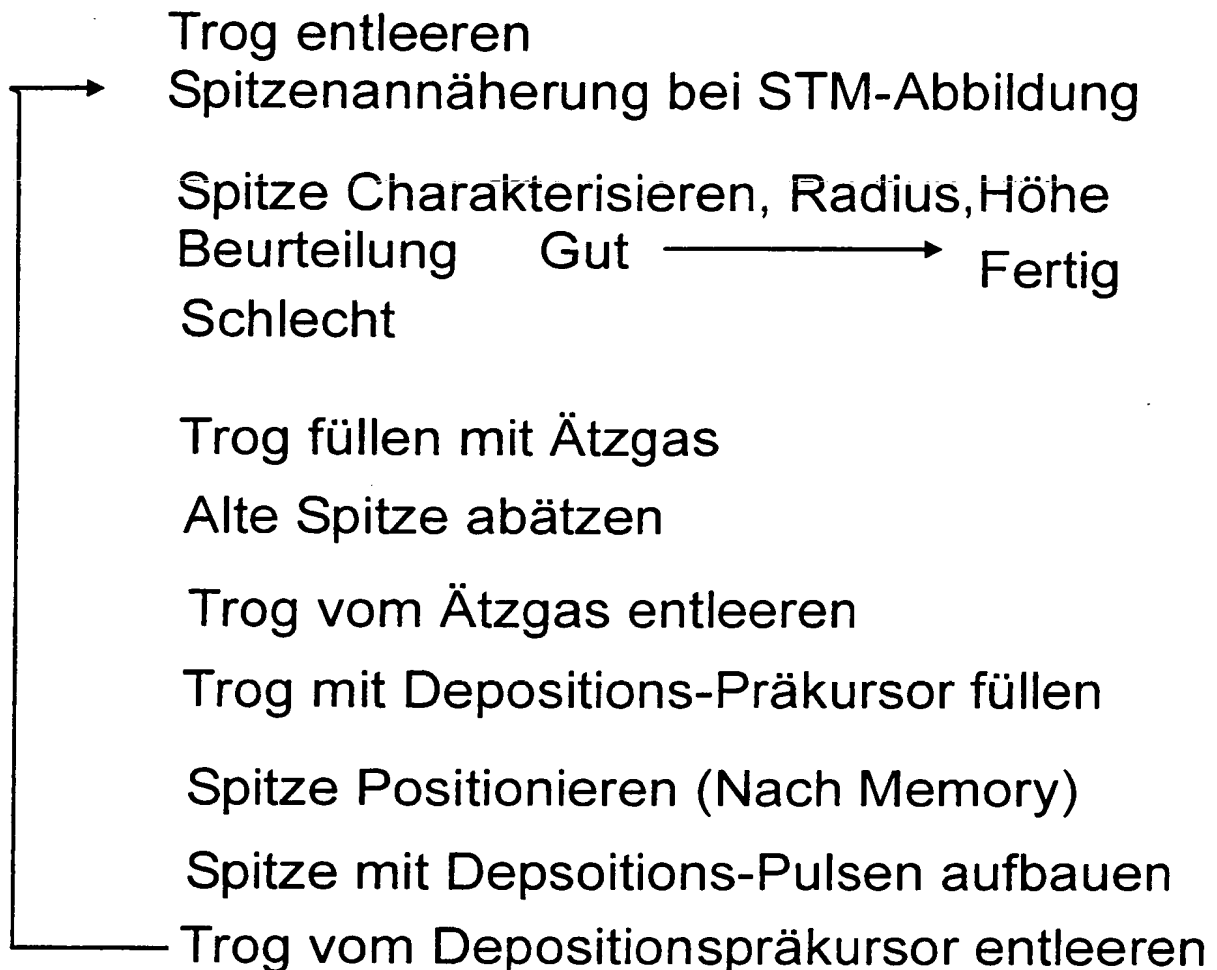 Trog entleeren
Spitzenannäherung bei STM-Abbildung
Spitze Charakterisieren, Radius,Höhe
Beurteilung Gut Fertig
Schlecht
Trog füllen mit Ätzgas
Alte Spitze abätzen
Trog vom Ätzgas entleeren
Trog mit Depositions-Präkursor füllen
Spitze Positionieren (Nach Memory)
Spitze mit Depsoitions-Pulsen aufbauen
Trog vom Depositionspräkursor entleeren